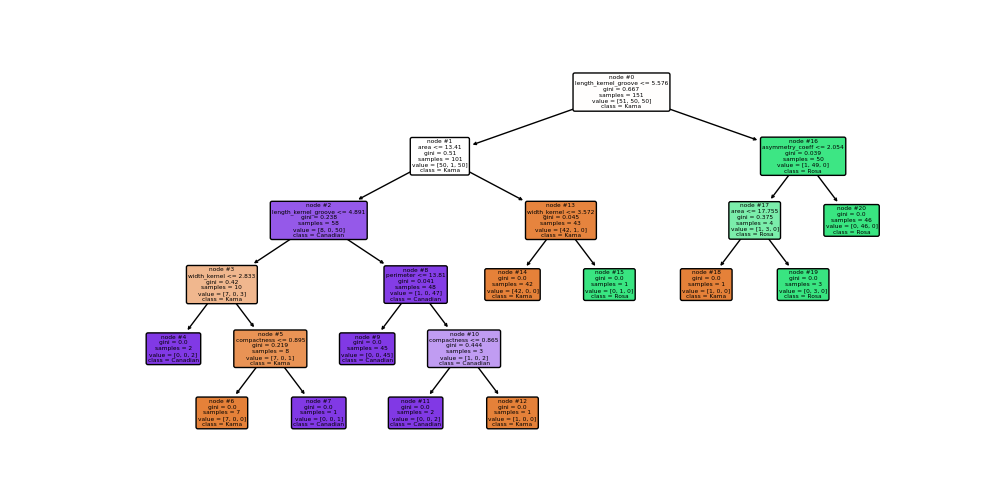 node #0
length_kernel_groove <= 5.576
gini = 0.667
samples = 151
value = [51, 50, 50]
class = Kama
node #1
area <= 13.41
gini = 0.51
samples = 101
value = [50, 1, 50]
class = Kama
node #16
asymmetry_coeff <= 2.054
gini = 0.039
samples = 50
value = [1, 49, 0]
class = Rosa
node #2
length_kernel_groove <= 4.891
gini = 0.238
samples = 58
value = [8, 0, 50]
class = Canadian
node #13
width_kernel <= 3.572
gini = 0.045
samples = 43
value = [42, 1, 0]
class = Kama
node #17
area <= 17.755
gini = 0.375
samples = 4
value = [1, 3, 0]
class = Rosa
node #20
gini = 0.0
samples = 46
value = [0, 46, 0]
class = Rosa
node #3
width_kernel <= 2.833
gini = 0.42
samples = 10
value = [7, 0, 3]
class = Kama
node #8
perimeter <= 13.81
gini = 0.041
samples = 48
value = [1, 0, 47]
class = Canadian
node #14
gini = 0.0
samples = 42
value = [42, 0, 0]
class = Kama
node #15
gini = 0.0
samples = 1
value = [0, 1, 0]
class = Rosa
node #18
gini = 0.0
samples = 1
value = [1, 0, 0]
class = Kama
node #19
gini = 0.0
samples = 3
value = [0, 3, 0]
class = Rosa
node #4
gini = 0.0
samples = 2
value = [0, 0, 2]
class = Canadian
node #5
compactness <= 0.895
gini = 0.219
samples = 8
value = [7, 0, 1]
class = Kama
node #9
gini = 0.0
samples = 45
value = [0, 0, 45]
class = Canadian
node #10
compactness <= 0.865
gini = 0.444
samples = 3
value = [1, 0, 2]
class = Canadian
node #6
gini = 0.0
samples = 7
value = [7, 0, 0]
class = Kama
node #7
gini = 0.0
samples = 1
value = [0, 0, 1]
class = Canadian
node #11
gini = 0.0
samples = 2
value = [0, 0, 2]
class = Canadian
node #12
gini = 0.0
samples = 1
value = [1, 0, 0]
class = Kama